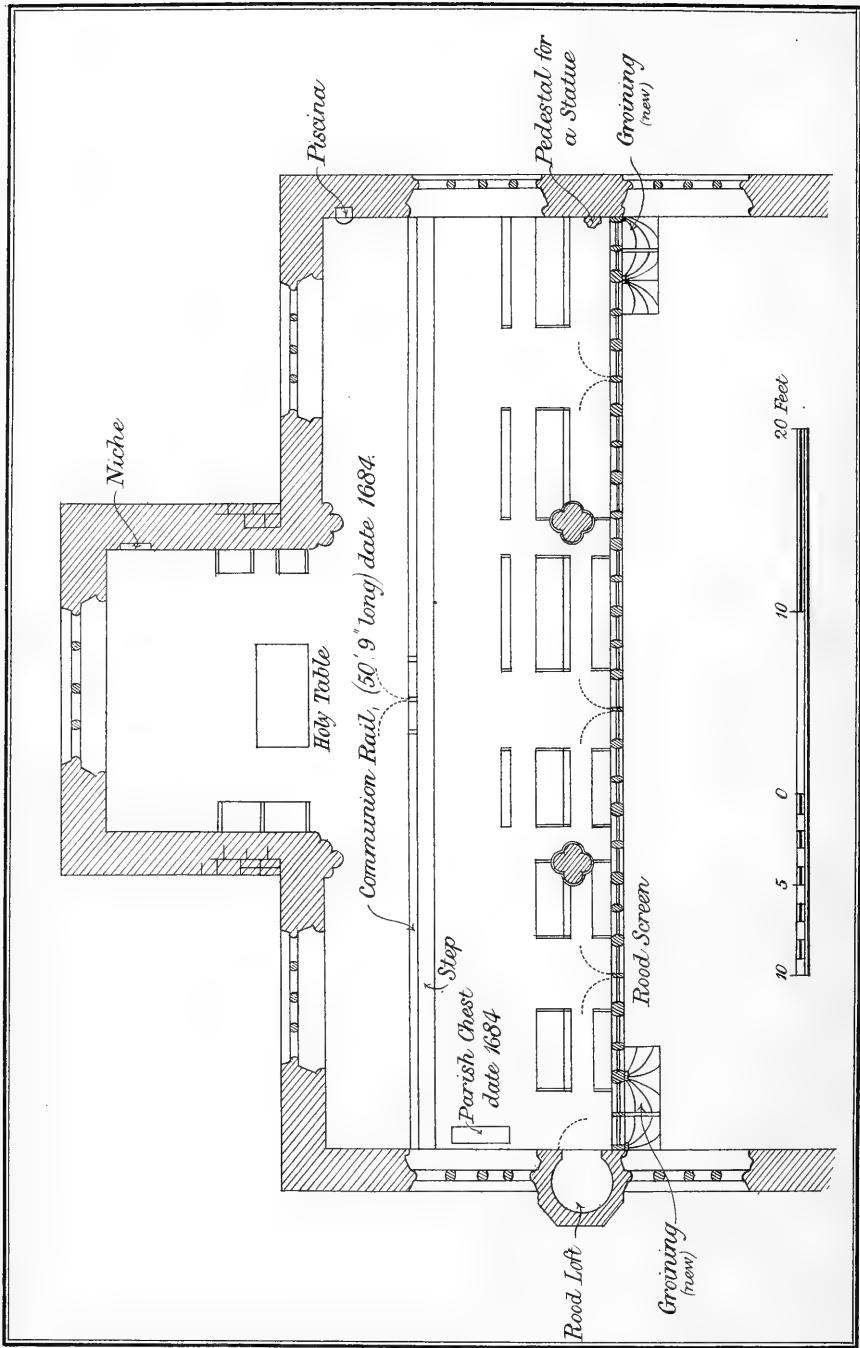 Piscina
Niche
Holy Table
Communion Rail, (50' 9" long) date 1684.
Step
Parish Chest
date 1684
Pedestal for
a Statue
Groining
(new)
Rood Loft
Groining
(new)
Rood Screen
10 5 0 10 20 Feet